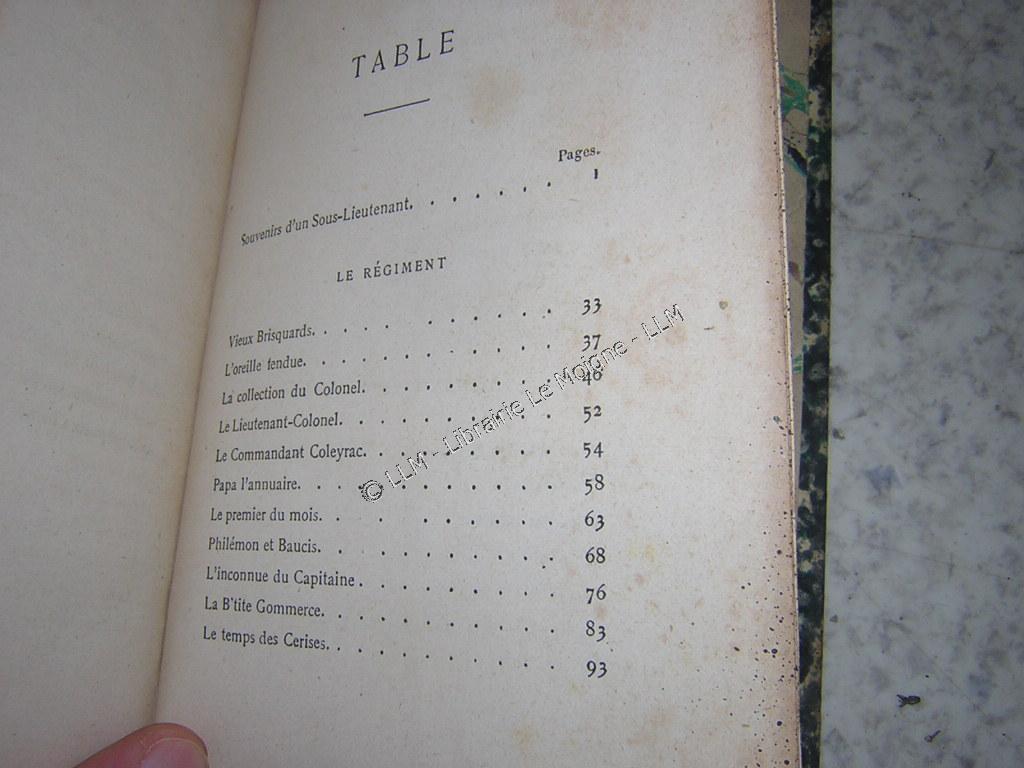 TABLE
Pages.
Souvenirs d'un Sous-Lieutenant. . . . . . . 1
LE RÉGIMENT
Vieux Brisquards. . . . . . . . . . 33
L'oreille fendue. . . . . . . . . . 37
La collection du Colonel. . . . . . . . 46
Le Lieutenant-Colonel. . . . . . . . . 52
Le Commandant Coleyrac. . . . . . . . 54
Papa l'annuaire. . . . . . . . . . 58
Le premier du mois. . . . . . . . . 63
Philémon et Baucis. . . . . . . . . . 68
L'inconnue du Capitaine . . . . . . . . 76
La B'tite Gommerce. . . . . . . . . . 83
Le temps des Cerises. . . . . . . . . . 93
© LLM - Librairie Le Moigne - LLM